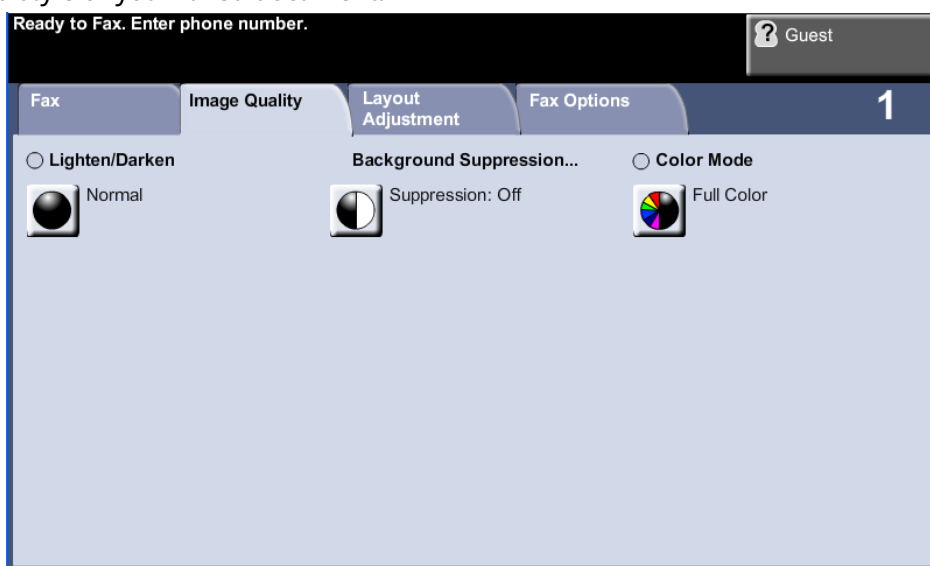 Ready to Fax. Enter phone number.
? Guest
Fax
Image Quality
Layout
Adjustment
Fax Options
1
Lighten/Darken
Background Suppression...
Color Mode
Normal
Suppression: Off
Full Color